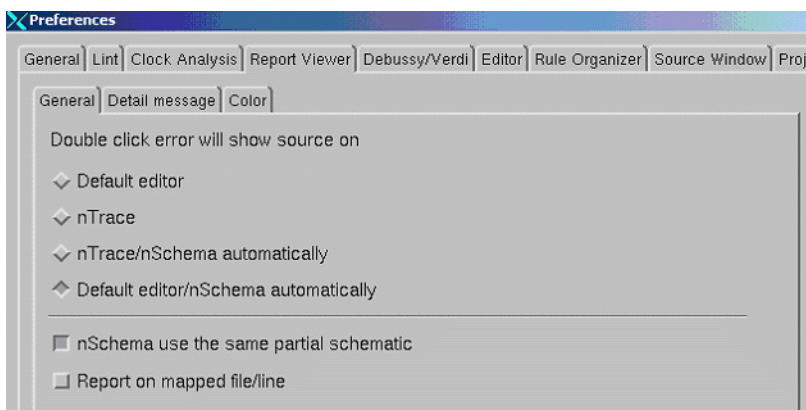 Preferences
General Lint Clock Analysis Report Viewer Debussy/Verdi Editor Rule Organizer Source Window Proj
General Detail message Color
Double click error will show source on
Default editor
nTrace
nTrace/nSchema automatically
Default editor/nSchema automatically
nSchema use the same partial schematic
Report on mapped file/line